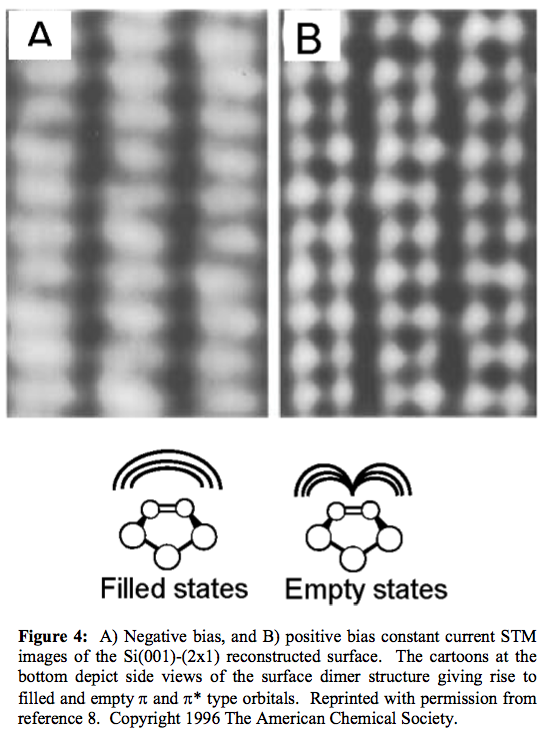 A
B
Filled states
Empty states
Figure 4: A) Negative bias, and B) positive bias constant current STM
images of the Si(001)-(2x1) reconstructed surface. The cartoons at the
bottom depict side views of the surface dimer structure giving rise to
filled and empty π and π* type orbitals. Reprinted with permission from
reference 8. Copyright 1996 The American Chemical Society.